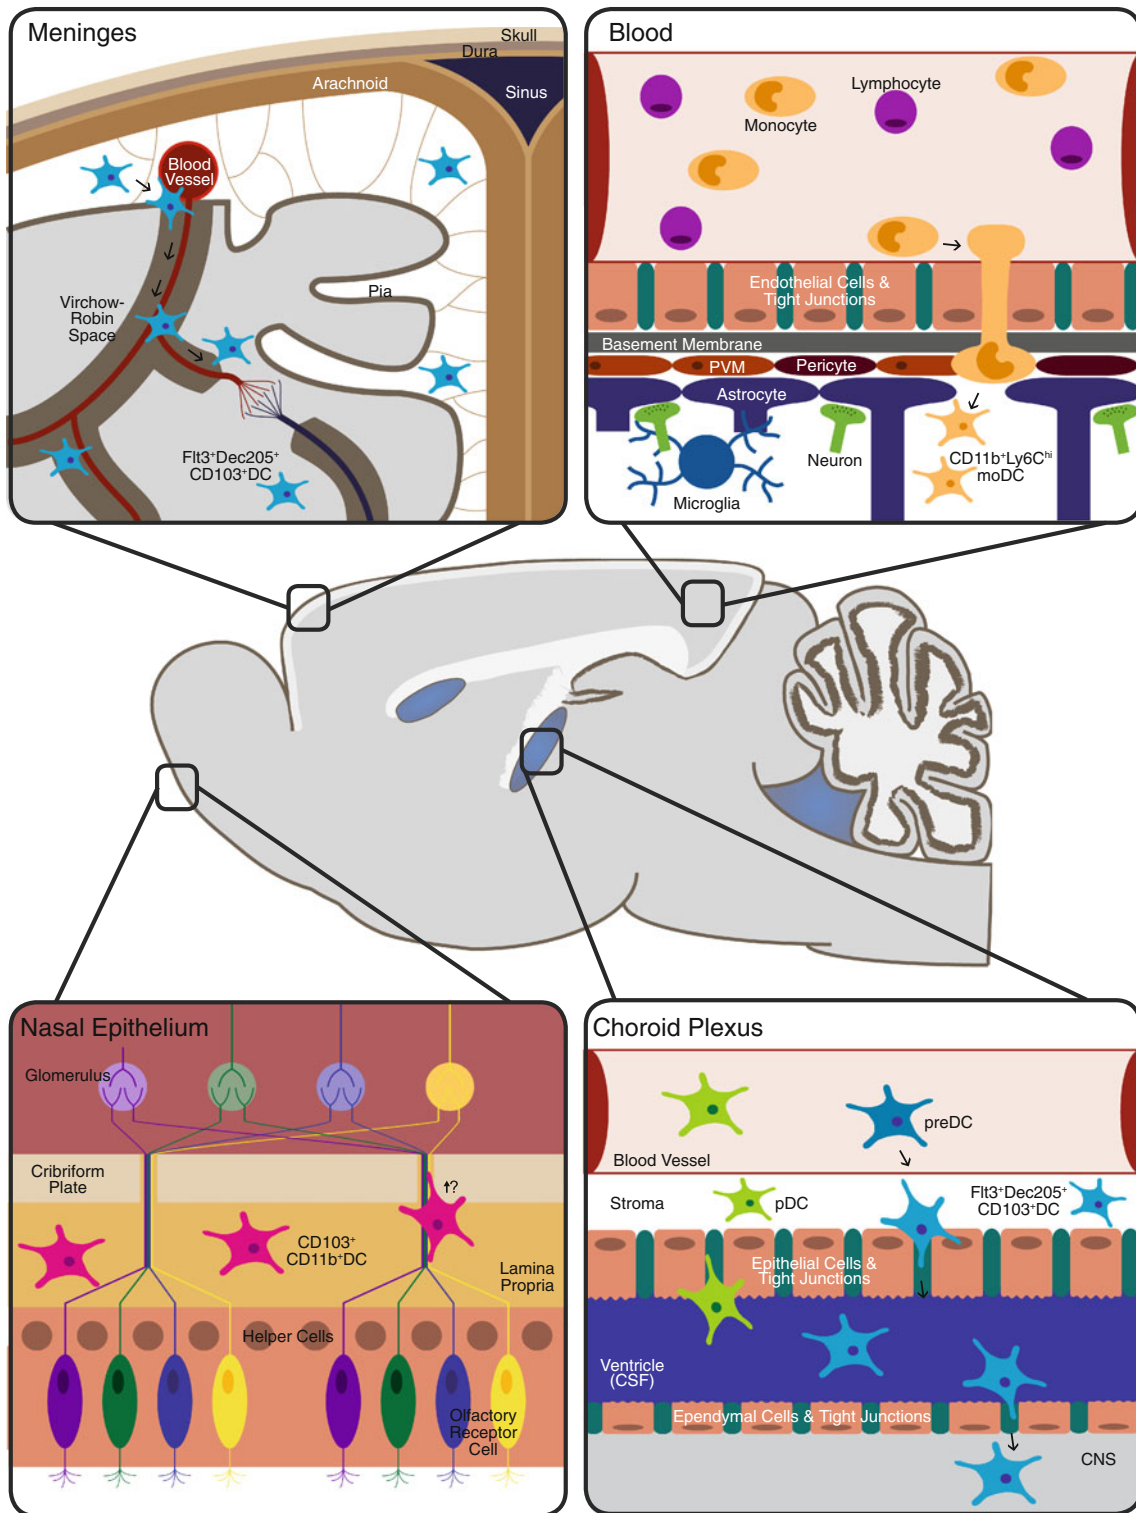 Meninges
Skull
Dura
Arachnoid
Sinus
Blood
Vessel
Virchow-
Robin
Space
Pia
Flt3⁺Dec205⁺
CD103⁺DC
Blood
Lymphocyte
Monocyte
Endothelial Cells &
Tight Junctions
Basement Membrane
PVM
Pericyte
Astrocyte
Neuron
Microglia
CD11b⁺Ly6Cʰⁱ
moDC
Nasal Epithelium
Glomerulus
Cribriform
Plate
↑?
CD103⁺
CD11b⁺DC
Lamina
Propria
Helper Cells
Olfactory
Receptor
Cell
Choroid Plexus
preDC
Blood Vessel
Stroma
pDC
Flt3⁺Dec205⁺
CD103⁺DC
Epithelial Cells &
Tight Junctions
Ventricle
(CSF)
Ependymal Cells & Tight Junctions
CNS